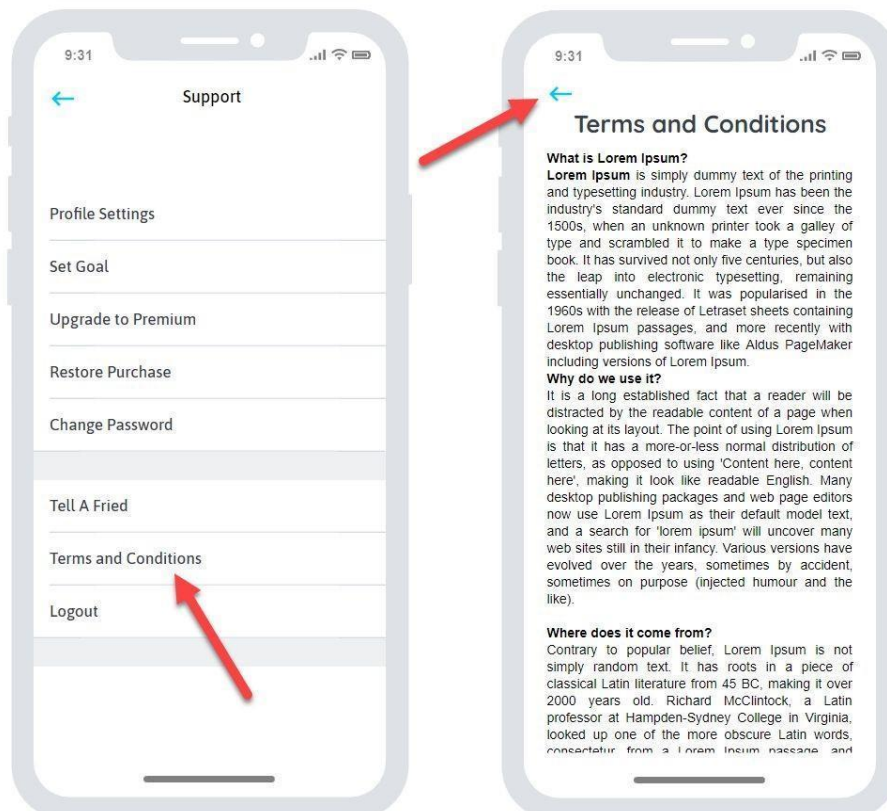 9:31
Support
Profile Settings
Set Goal
Upgrade to Premium
Restore Purchase
Change Password
Tell A Fried
Terms and Conditions
Logout
9:31
Terms and Conditions
What is Lorem Ipsum?
Lorem Ipsum is simply dummy text of the printing
and typesetting industry. Lorem Ipsum has been the
industry's standard dummy text ever since the
1500s, when an unknown printer took a galley of
type and scrambled it to make a type specimen
book. It has survived not only five centuries, but also
the leap into electronic typesetting, remaining
essentially unchanged. It was popularised in the
1960s with the release of Letraset sheets containing
Lorem Ipsum passages, and more recently with
desktop publishing software like Aldus PageMaker
including versions of Lorem Ipsum.
Why do we use it?
It is a long established fact that a reader will be
distracted by the readable content of a page when
looking at its layout. The point of using Lorem Ipsum
is that it has a more-or-less normal distribution of
letters, as opposed to using 'Content here, content
here', making it look like readable English. Many
desktop publishing packages and web page editors
now use Lorem Ipsum as their default model text,
and a search for 'lorem ipsum' will uncover many
web sites still in their infancy. Various versions have
evolved over the years, sometimes by accident,
sometimes on purpose (injected humour and the
like).
Where does it come from?
Contrary to popular belief, Lorem Ipsum is not
simply random text. It has roots in a piece of
classical Latin literature from 45 BC, making it over
2000 years old. Richard McClintock, a Latin
professor at Hampden-Sydney College in Virginia,
looked up one of the more obscure Latin words,
consectetur, from a Lorem Ipsum passage, and